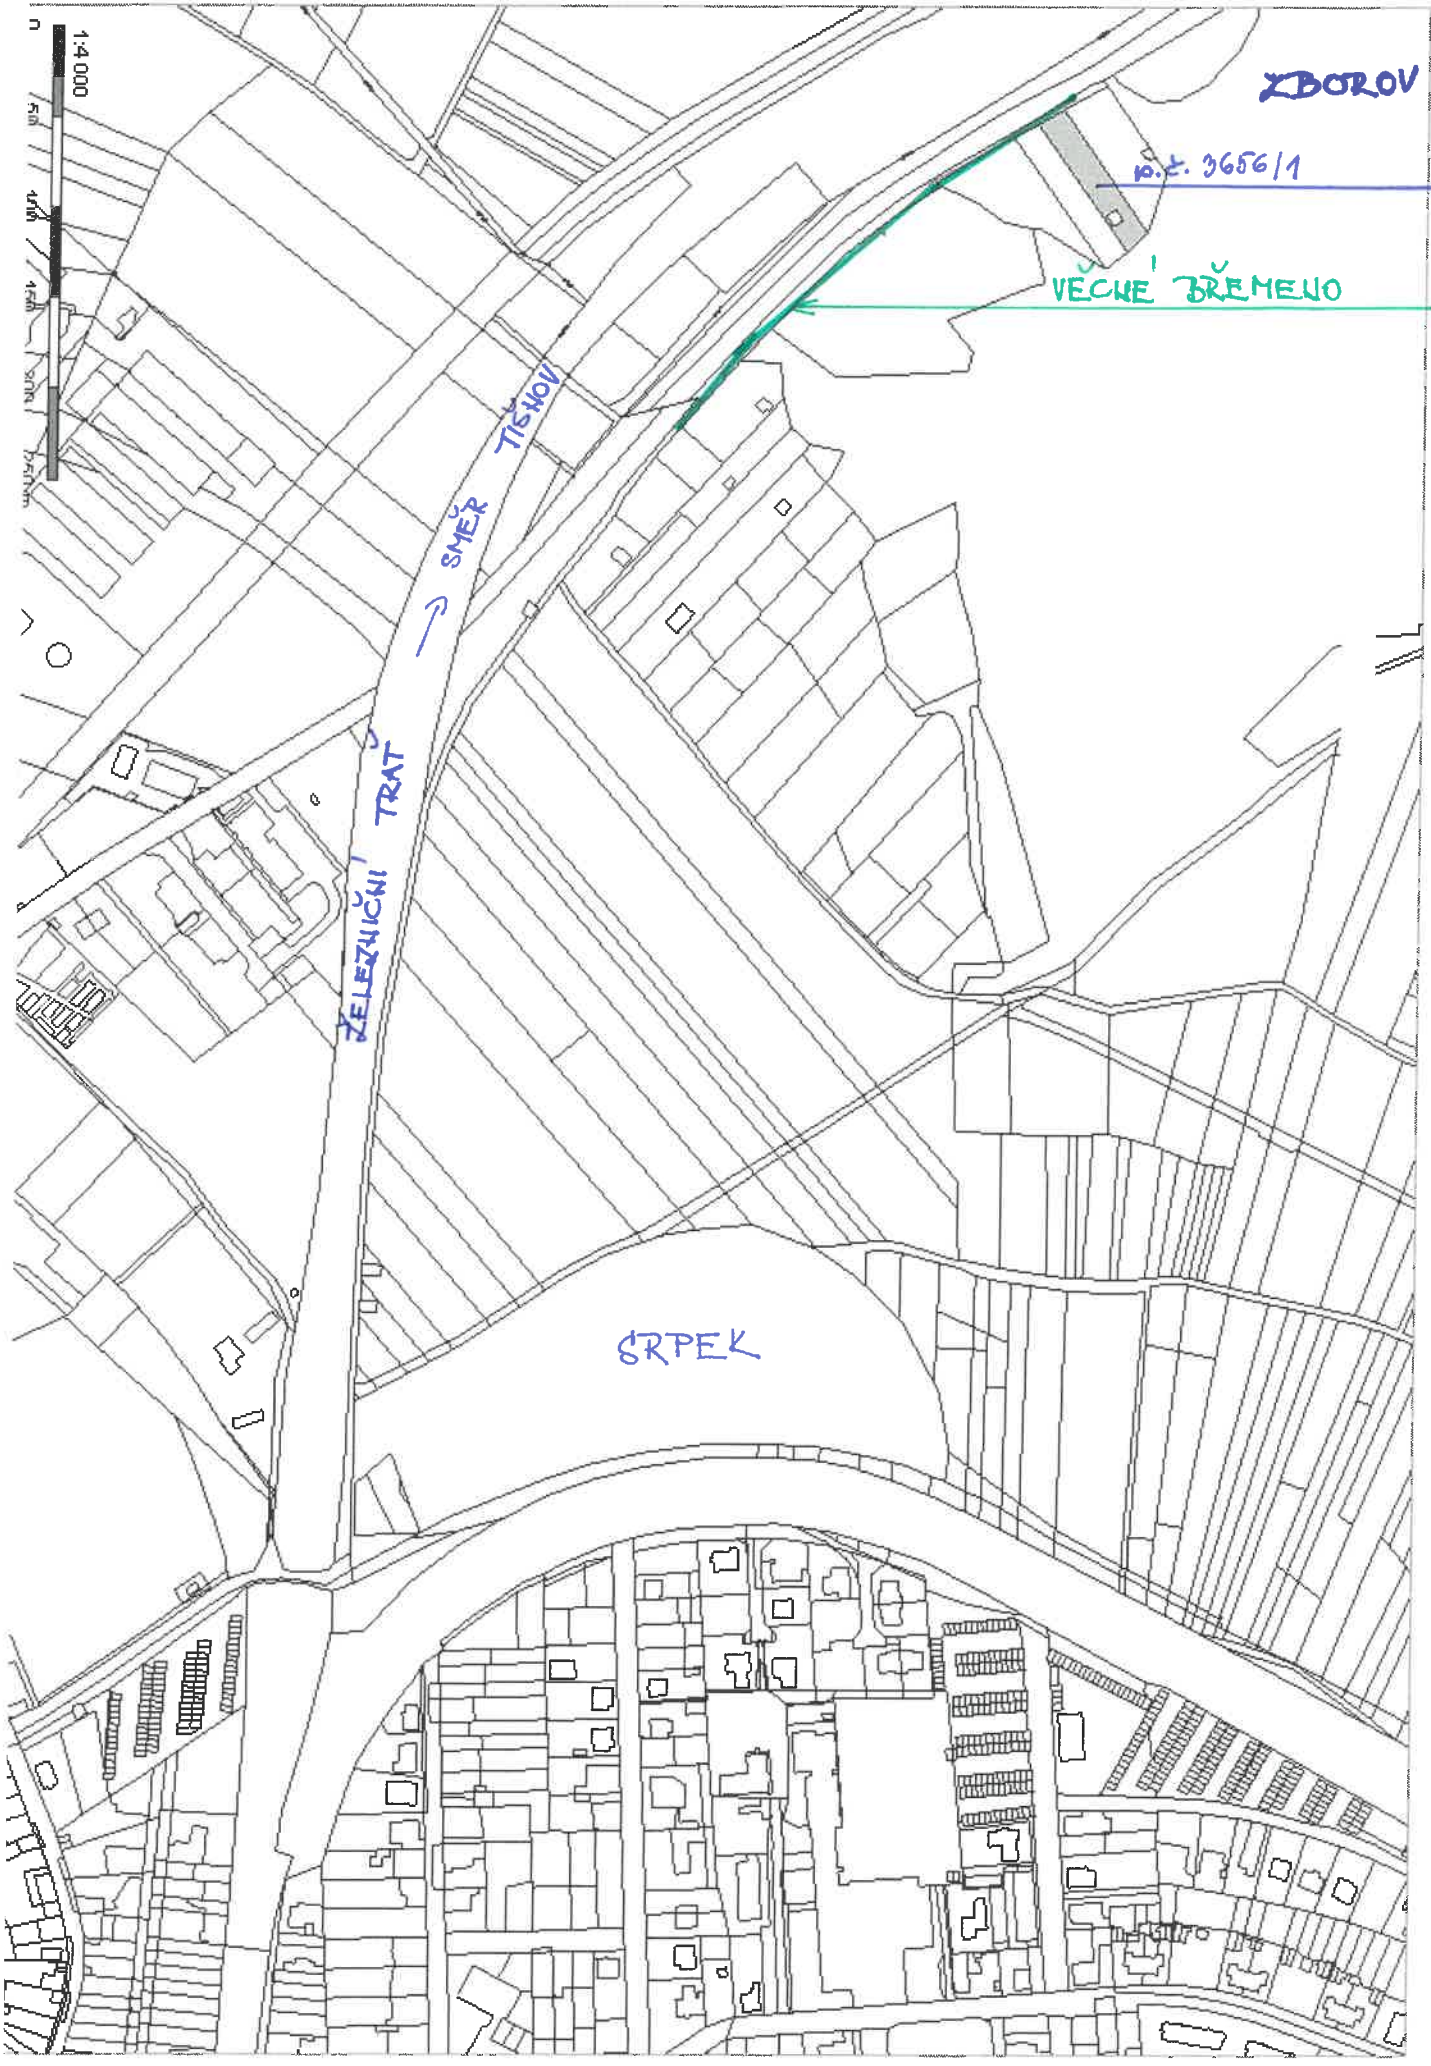 1:4 000
ZBOROV
p.č. 3656/1
VĚCNÉ BŘEMENO
SMĚR TIŠNOV
ŽELEZNIČNÍ TRAŤ
SRPEK